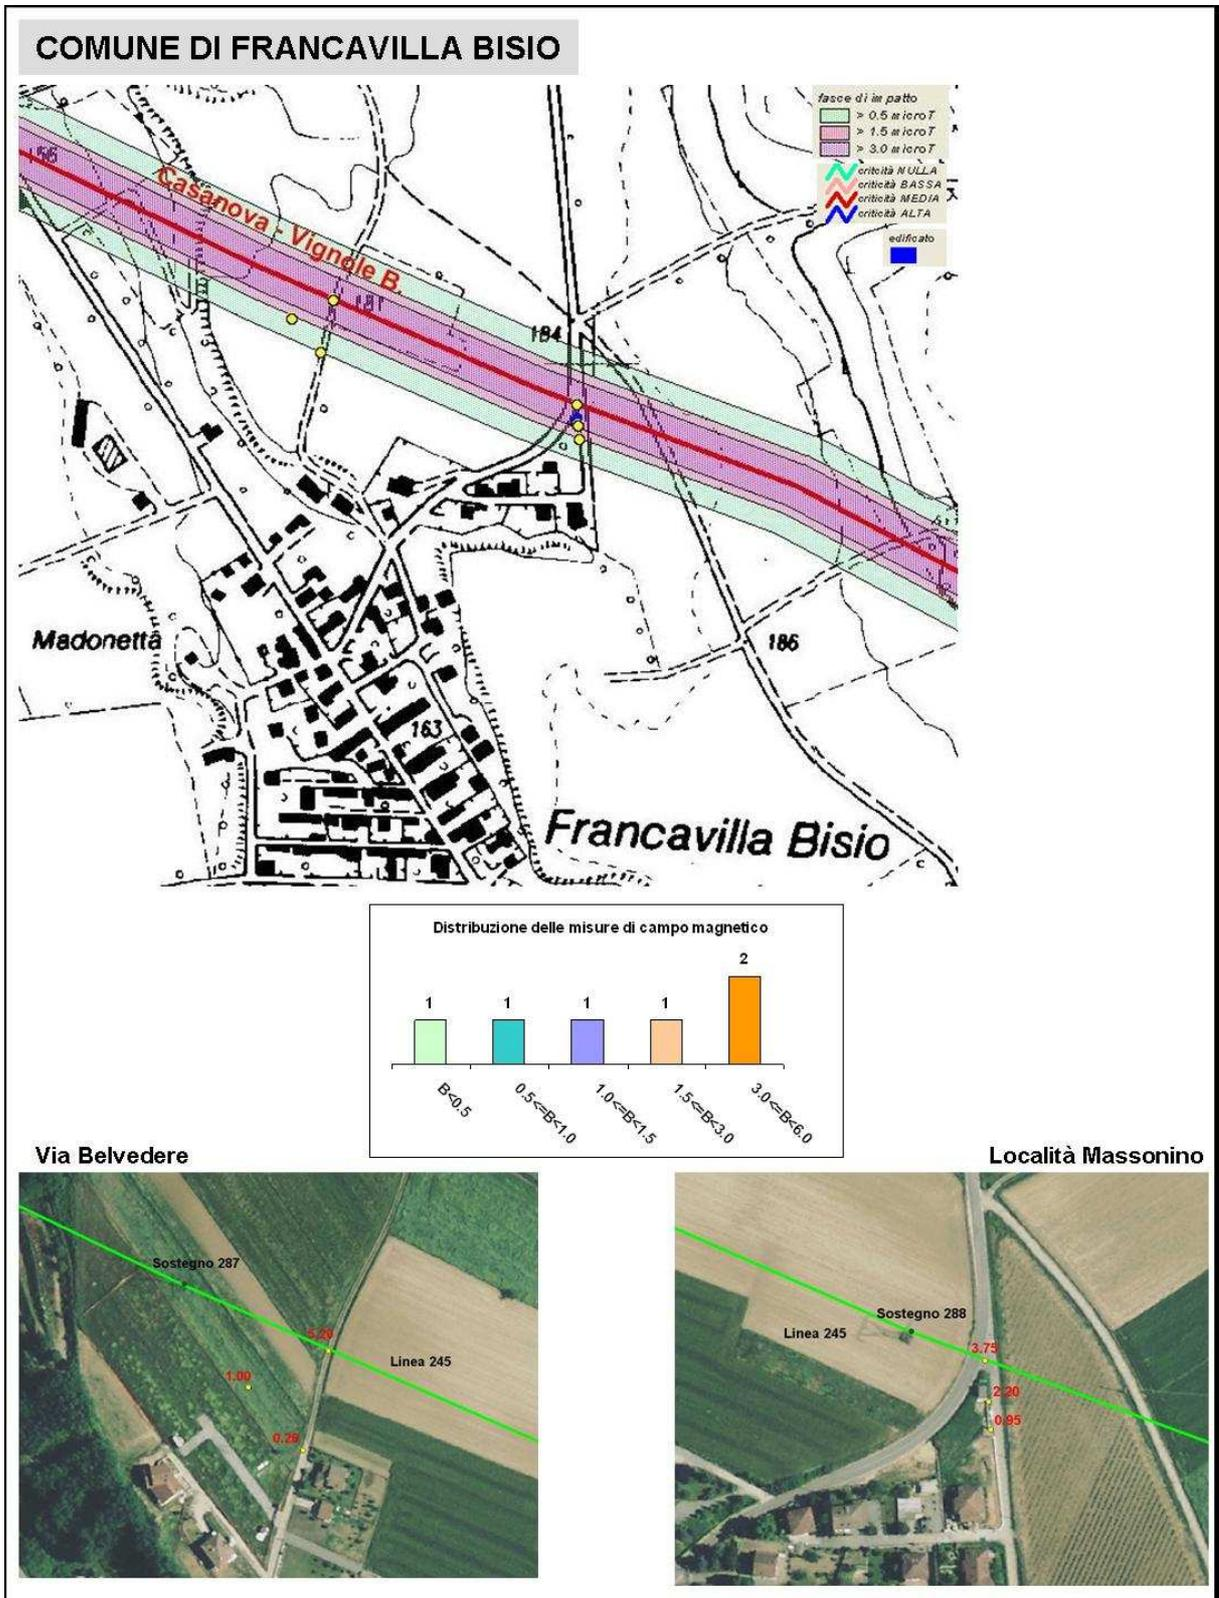 COMUNE DI FRANCAVILLA BISIO
fasce di impatto
> 0.5 microT
> 1.5 microT
> 3.0 microT
criticità NULLA
criticità BASSA
criticità MEDIA
criticità ALTA
edificato
Casanova - Vignole B.
181
184
Madonetta
186
163
Francavilla Bisio
Distribuzione delle misure di campo magnetico
1
1
1
1
2
B<0.5
0.5<=B<1.0
1.0<=B<1.5
1.5<=B<3.0
3.0<=B<6.0
Via Belvedere
Località Massonino
Sostegno 287
5.20
Linea 245
1.00
Sostegno 288
Linea 245
3.75
2.20
0.95